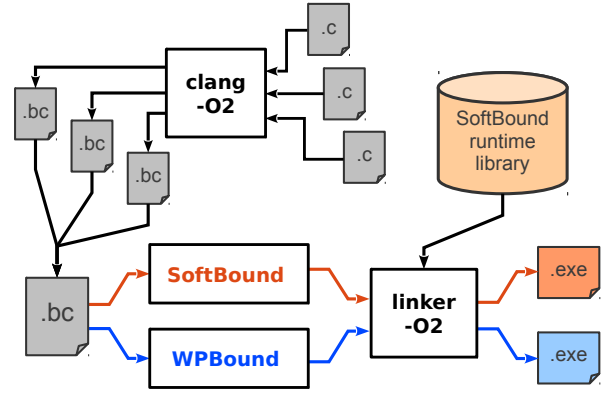 .c
clang
-O2
.bc
.c
.bc
.bc
.c
SoftBound
runtime
library
.bc
SoftBound
linker
-O2
.exe
WPBound
.exe